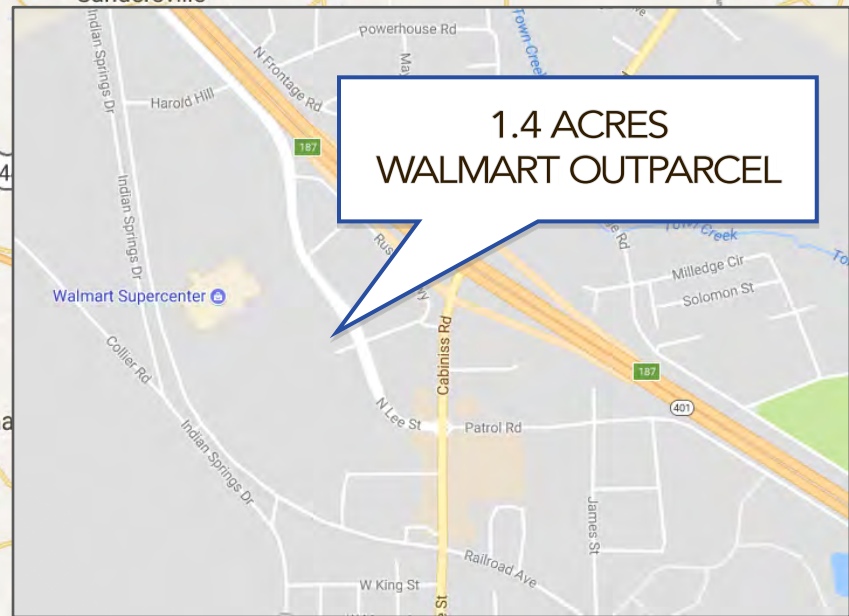 Indian Springs Dr
Powerhouse Rd
N Frontage Rd
Town Creek
Harold Hill
187
1.4 ACRES
WALMART OUTPARCEL
Indian Springs Dr
Town Creek
Milledge Cir
Solomon St
Walmart Supercenter
Collier Rd
Cabiniss Rd
187
401
N Lee St
Patrol Rd
Indian Springs Dr
James St
Railroad Ave
W King St